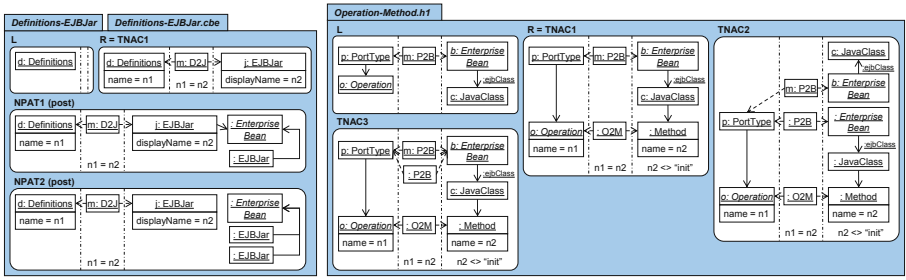 Definitions-EJBJar
Definitions-EJBJar.cbe
L
R = TNAC1
d: Definitions
d: Definitions
m: D2J
j: EJBJar
name = n1
n1 = n2
displayName = n2
NPAT1 (post)
d: Definitions
m: D2J
j: EJBJar
: Enterprise
Bean
name = n1
displayName = n2
: EJBJar
n1 = n2
NPAT2 (post)
d: Definitions
m: D2J
j: EJBJar
: Enterprise
Bean
name = n1
displayName = n2
: EJBJar
: EJBJar
n1 = n2
Operation-Method.h1
L
p: PortType
m: P2B
b: Enterprise
Bean
:ejbClass
o: Operation
c: JavaClass
TNAC3
p: PortType
m: P2B
b: Enterprise
Bean
: P2B
:ejbClass
c: JavaClass
o: Operation
: O2M
: Method
name = n1
name = n2
n1 = n2
n2 <> "init"
R = TNAC1
p: PortType
m: P2B
b: Enterprise
Bean
:ejbClass
c: JavaClass
o: Operation
: O2M
: Method
name = n1
name = n2
n1 = n2
n2 <> "init"
TNAC2
c: JavaClass
:ejbClass
m: P2B
b: Enterprise
Bean
p: PortType
: P2B
: Enterprise
Bean
:ejbClass
: JavaClass
o: Operation
: O2M
: Method
name = n1
name = n2
n1 = n2
n2 <> "init"